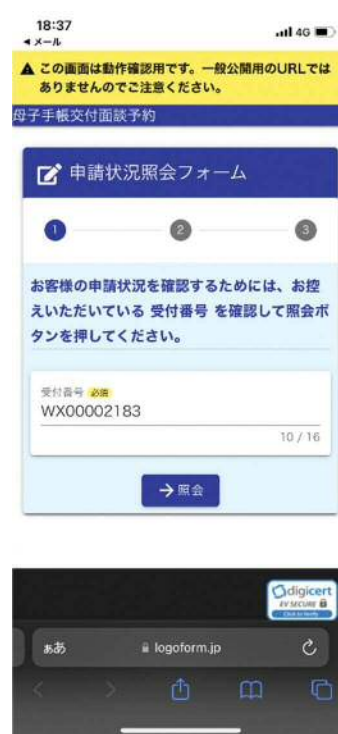 18:37
メール
4G
この画面は動作確認用です。一般公開用のURLでは
ありませんのでご注意ください。
母子手帳交付面談予約
申請状況照会フォーム
1 2 3
お客様の申請状況を確認するためには、お控
えいただいている 受付番号 を確認して照会ボ
タンを押してください。
受付番号 必須
WX00002183
10 / 16
→照会
digicert
EV SECURE
Click to Verify
ぁあ
logoform.jp